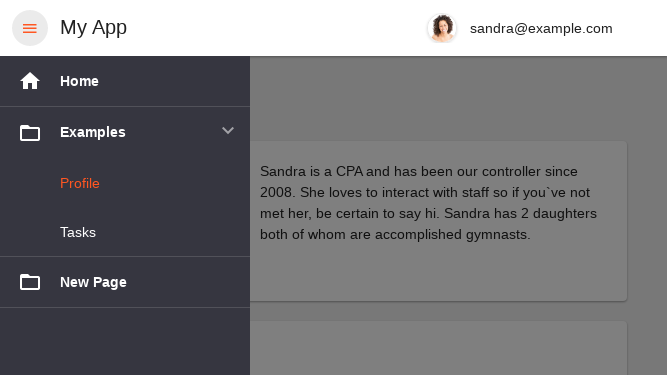 My App
sandra@example.com
Home
Examples
Profile
Tasks
New Page
Sandra is a CPA and has been our controller since
2008. She loves to interact with staff so if you`ve not
met her, be certain to say hi. Sandra has 2 daughters
both of whom are accomplished gymnasts.